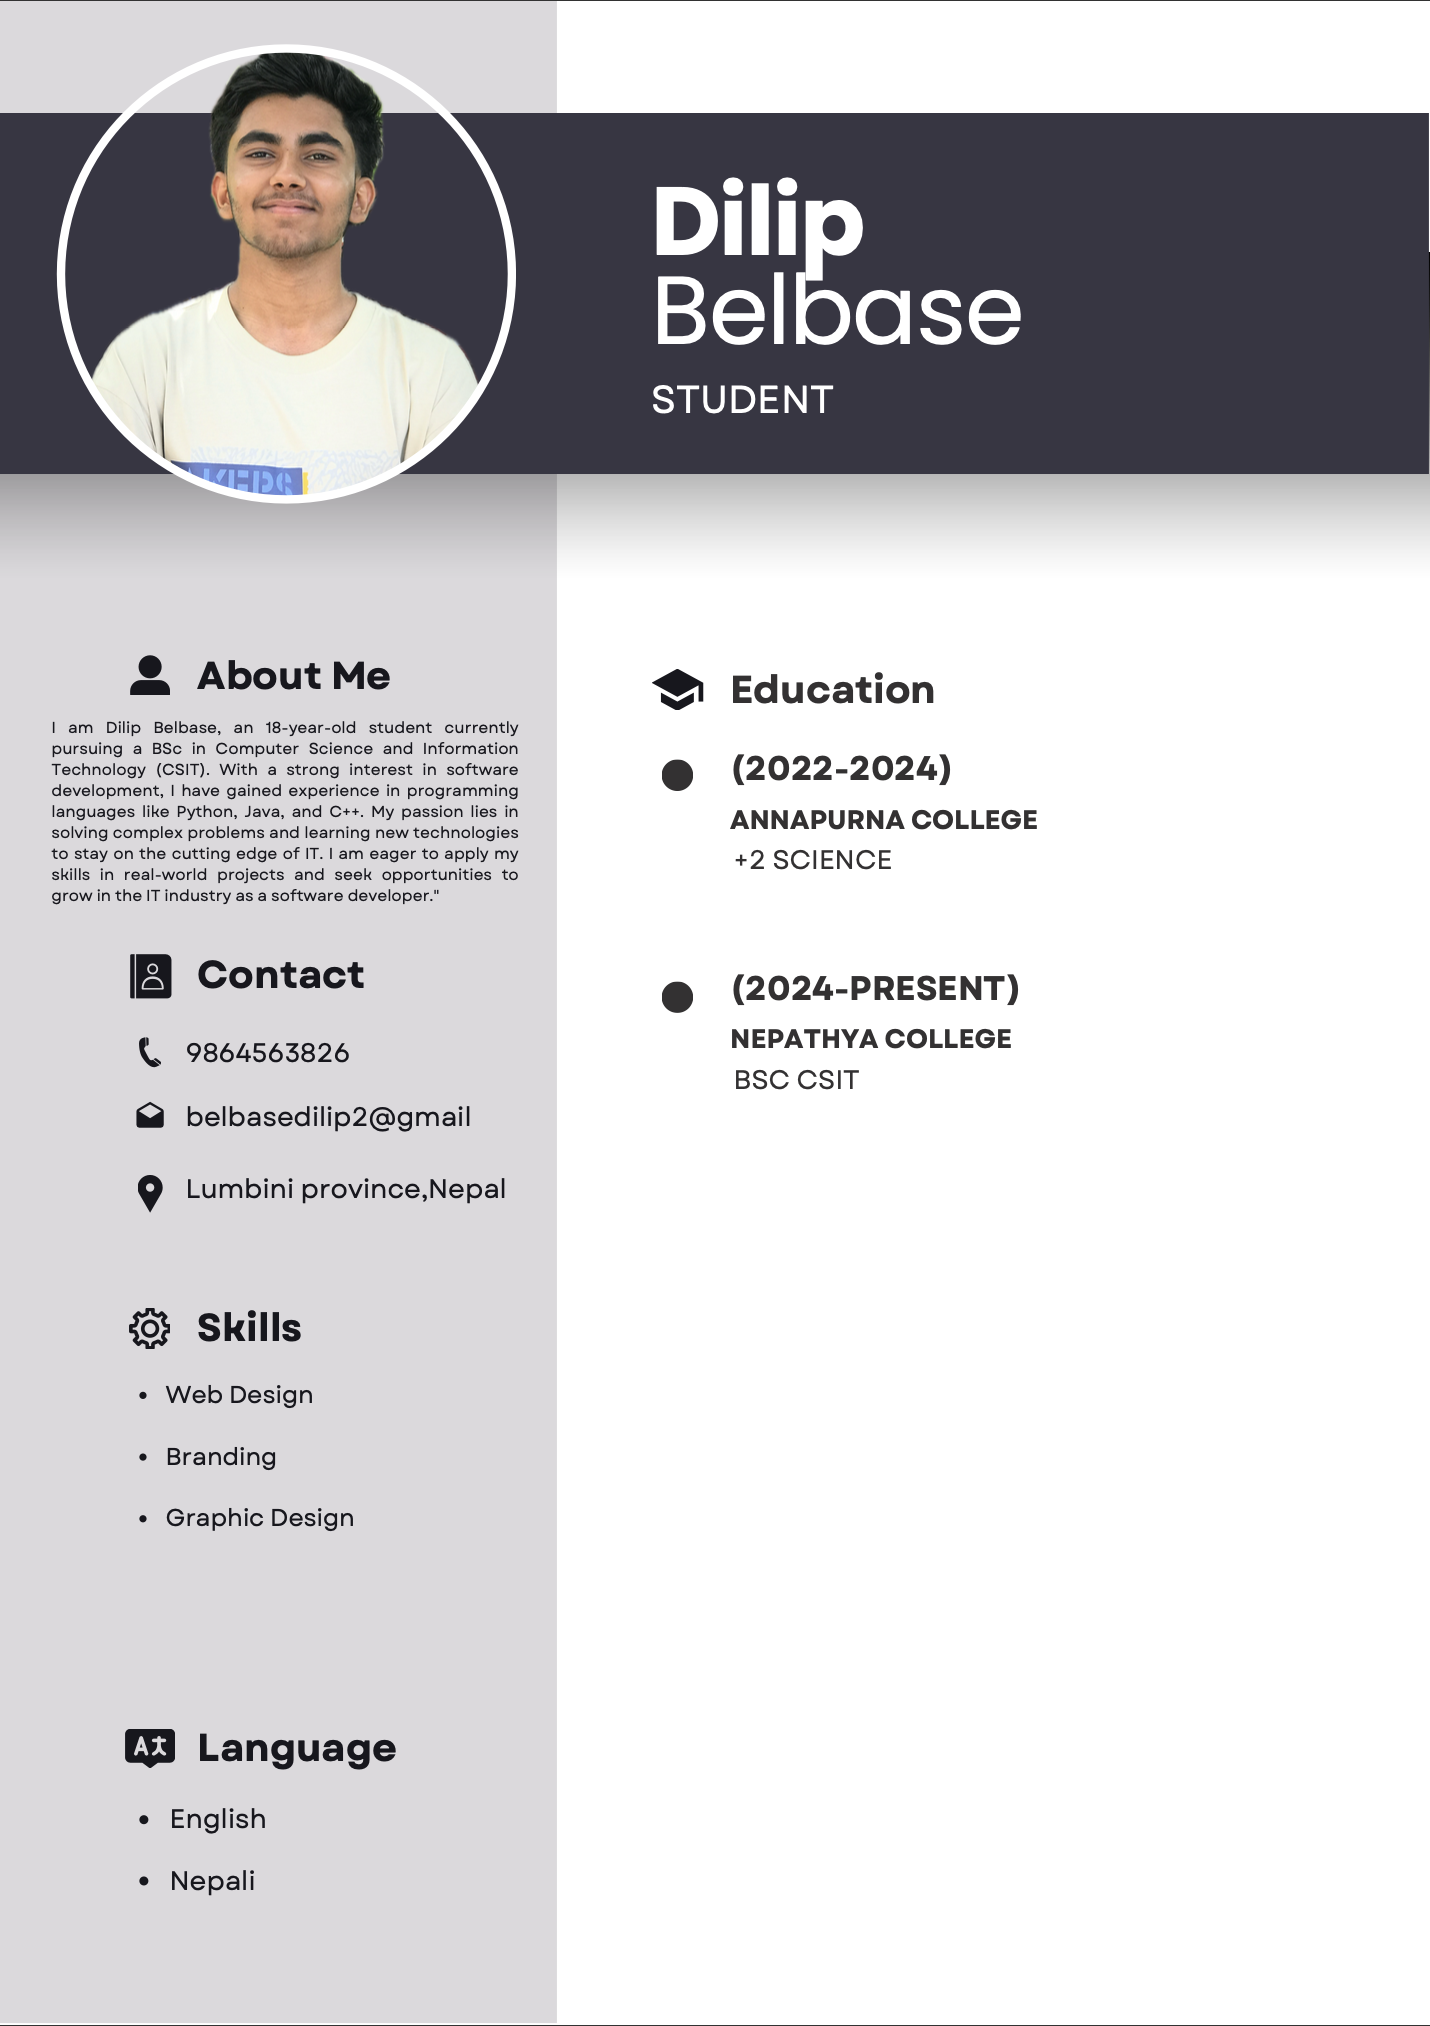 Dilip
Belbase
STUDENT
About Me
I am Dilip Belbase, an 18-year-old student currently
pursuing a BSc in Computer Science and Information
Technology (CSIT). With a strong interest in software
development, I have gained experience in programming
languages like Python, Java, and C++. My passion lies in
solving complex problems and learning new technologies
to stay on the cutting edge of IT. I am eager to apply my
skills in real-world projects and seek opportunities to
grow in the IT industry as a software developer."
Contact
9864563826
belbasedilip2@gmail
Lumbini province,Nepal
Skills
• Web Design
• Branding
• Graphic Design
Language
• English
• Nepali
Education
(2022-2024)
ANNAPURNA COLLEGE
+2 SCIENCE
(2024-PRESENT)
NEPATHYA COLLEGE
BSC CSIT